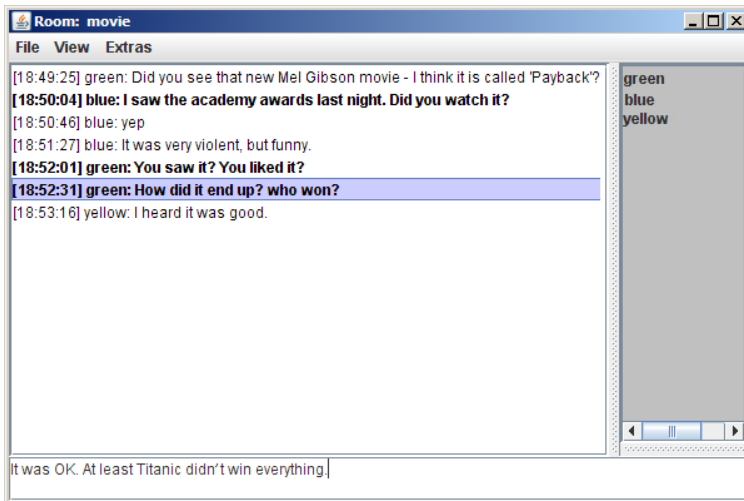 Room: movie
File View Extras
[18:49:25] green: Did you see that new Mel Gibson movie - I think it is called 'Payback'?
[18:50:04] blue: I saw the academy awards last night. Did you watch it?
[18:50:46] blue: yep
[18:51:27] blue: It was very violent, but funny.
[18:52:01] green: You saw it? You liked it?
[18:52:31] green: How did it end up? who won?
[18:53:16] yellow: I heard it was good.
green
blue
yellow
It was OK. At least Titanic didn't win everything.